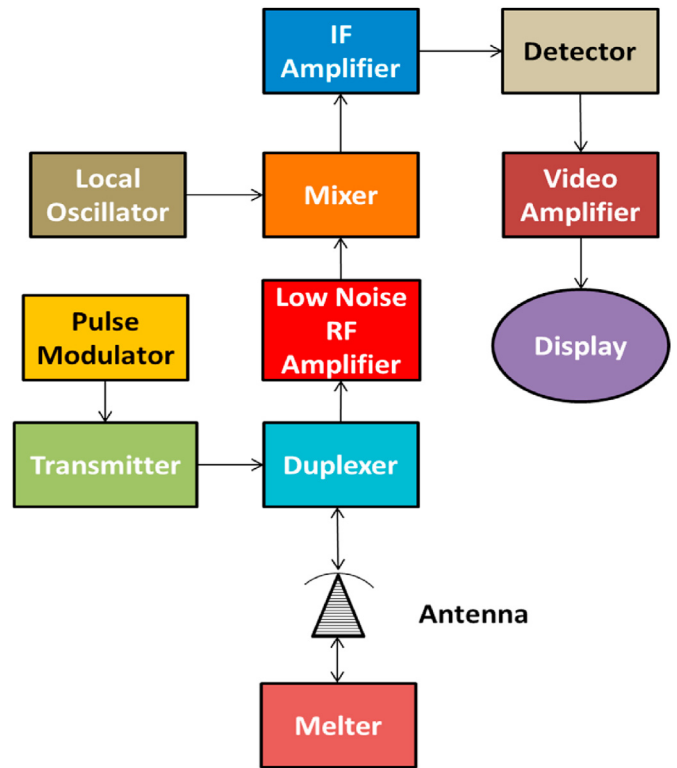 IF
Amplifier
Detector
Local
Oscillator
Mixer
Video
Amplifier
Pulse
Modulator
Low Noise
RF
Amplifier
Display
Transmitter
Duplexer
Antenna
Melter